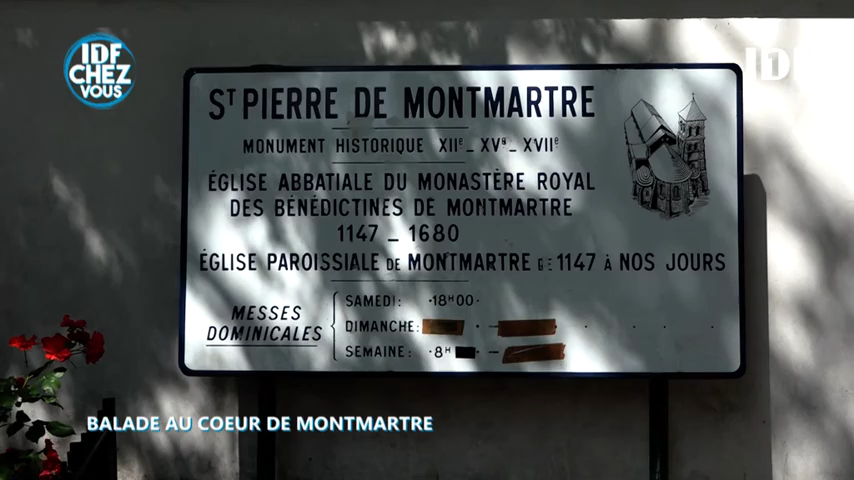 IDF
CHEZ
VOUS
ST PIERRE DE MONTMARTRE
MONUMENT HISTORIQUE XIIe_ XVe_ XVIIe
ÉGLISE ABBATIALE DU MONASTÈRE ROYAL
DES BÉNÉDICTINES DE MONTMARTRE
1147 _ 1680
ÉGLISE PAROISSIALE DE MONTMARTRE DE 1147 À NOS JOURS
MESSES
DOMINICALES
SAMEDI: ·18H00·
DIMANCHE:
SEMAINE: ·8H
BALADE AU COEUR DE MONTMARTRE